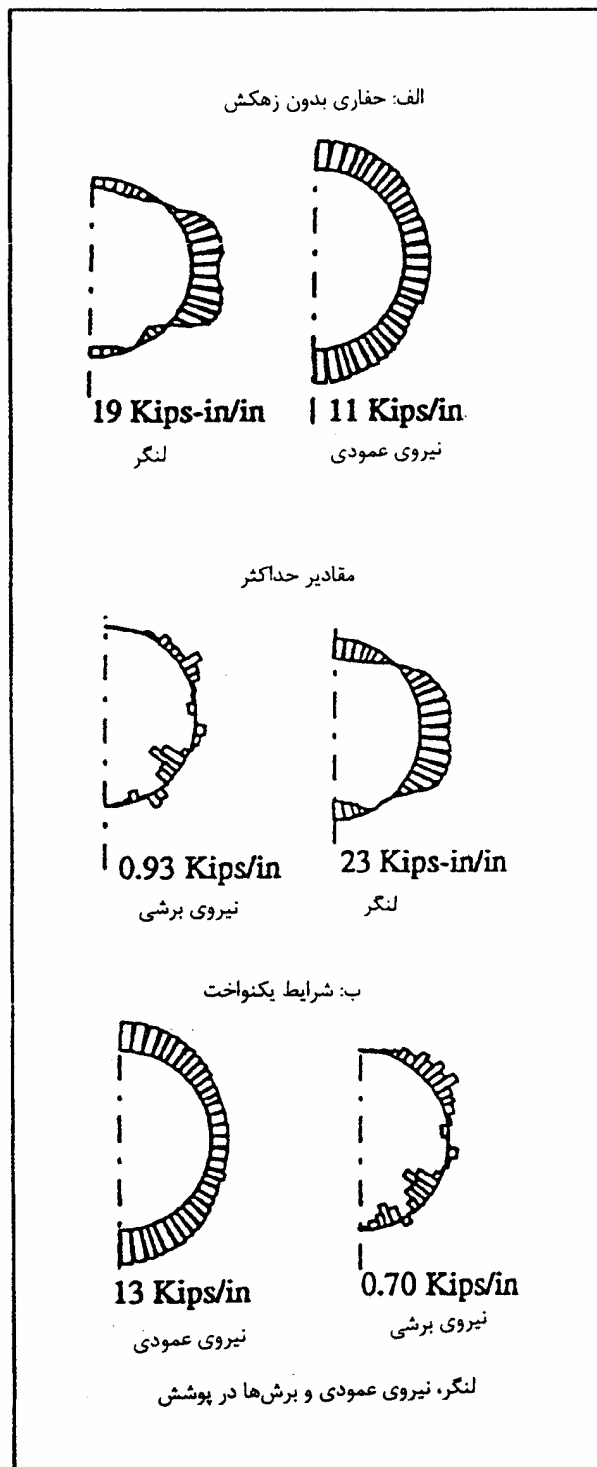 الف: حفاری بدون زهکش
19 Kips-in/in
11 Kips/in
لنگر
نیروی عمودی
مقادیر حداکثر
0.93 Kips/in
23 Kips-in/in
نیروی برشی
لنگر
ب: شرایط یکنواخت
13 Kips/in
0.70 Kips/in
نیروی عمودی
نیروی برشی
لنگر، نیروی عمودی و برش‌ها در پوشش